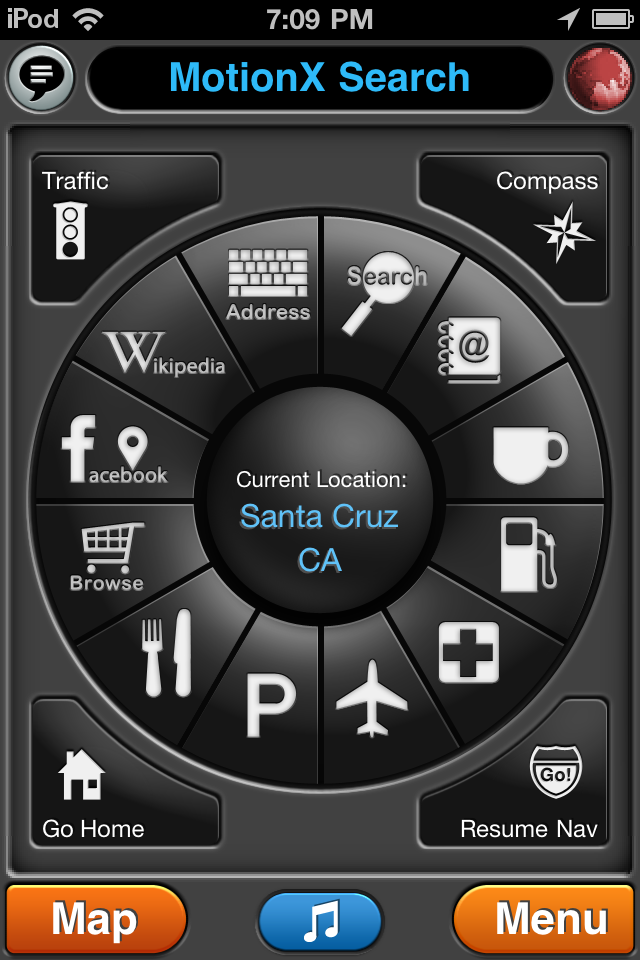 iPod 7:09 PM
MotionX Search
Traffic
Compass
Address
Search
Wikipedia
@
facebook
Current Location:
Santa Cruz
CA
Browse
P
Go!
Go Home
Resume Nav
Map
Menu